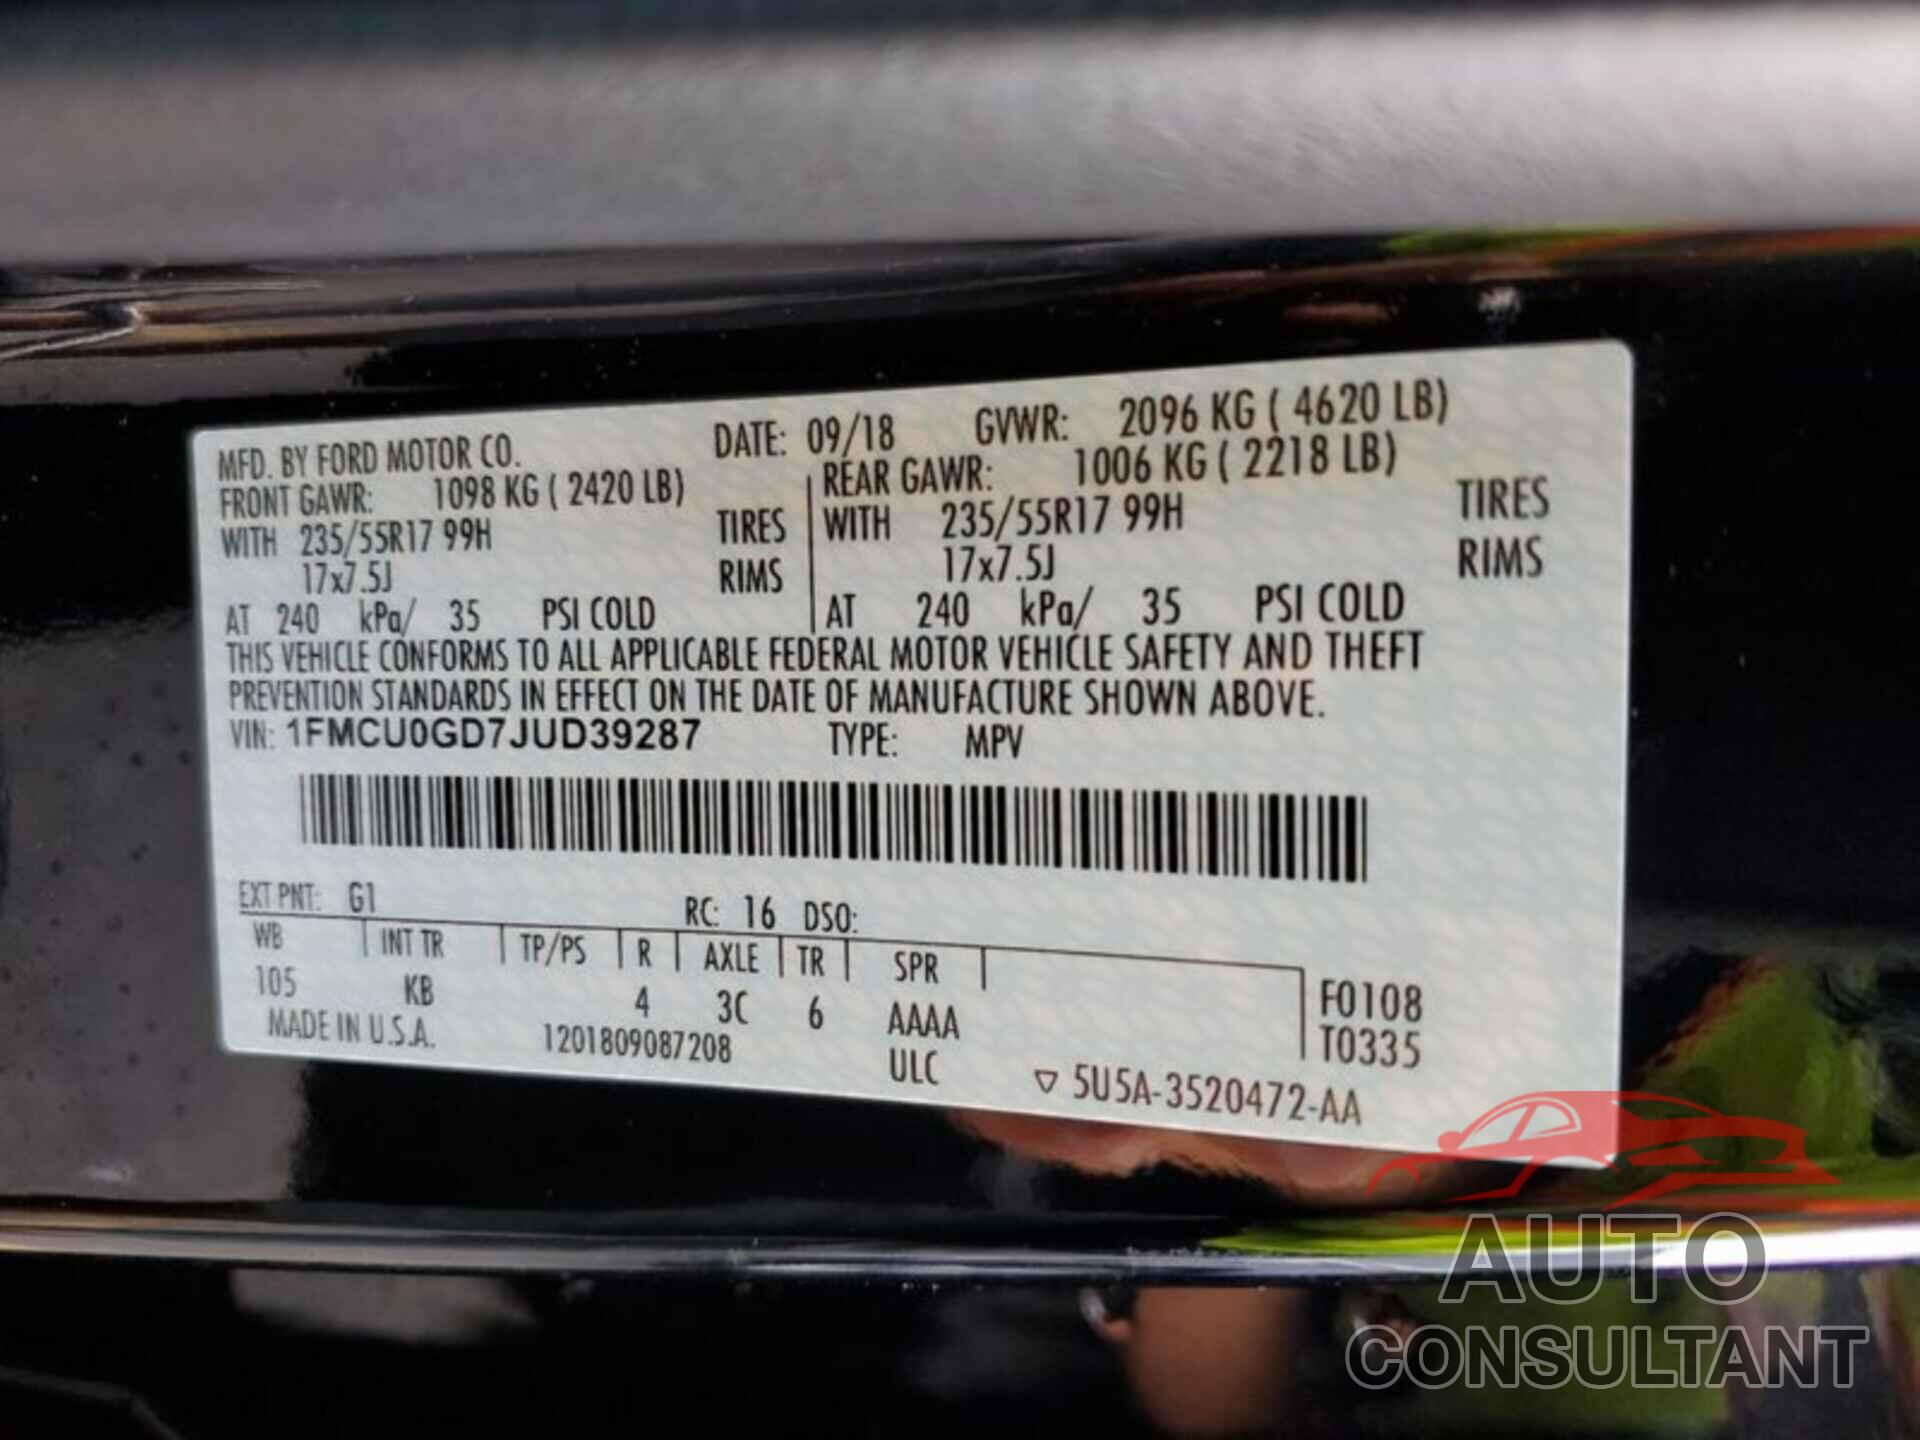 MFD. BY FORD MOTOR CO. DATE: 09/18 GVWR: 2096 KG ( 4620 LB)
FRONT GAWR: 1098 KG ( 2420 LB) REAR GAWR: 1006 KG ( 2218 LB)
WITH 235/55R17 99H TIRES WITH 235/55R17 99H TIRES
17x7.5J RIMS 17x7.5J RIMS
AT 240 kPa/ 35 PSI COLD AT 240 kPa/ 35 PSI COLD
THIS VEHICLE CONFORMS TO ALL APPLICABLE FEDERAL MOTOR VEHICLE SAFETY AND THEFT
PREVENTION STANDARDS IN EFFECT ON THE DATE OF MANUFACTURE SHOWN ABOVE.
VIN: 1FMCU0GD7JUD39287 TYPE: MPV
EXT PNT: G1 RC: 16 DSO:
WB INT TR TP/PS R AXLE TR SPR
105 KB 4 3C 6 AAAA F0108
MADE IN U.S.A. 1201809087208 ULC T0335
▽ 5U5A-3520472-AA
AUTO
CONSULTANT